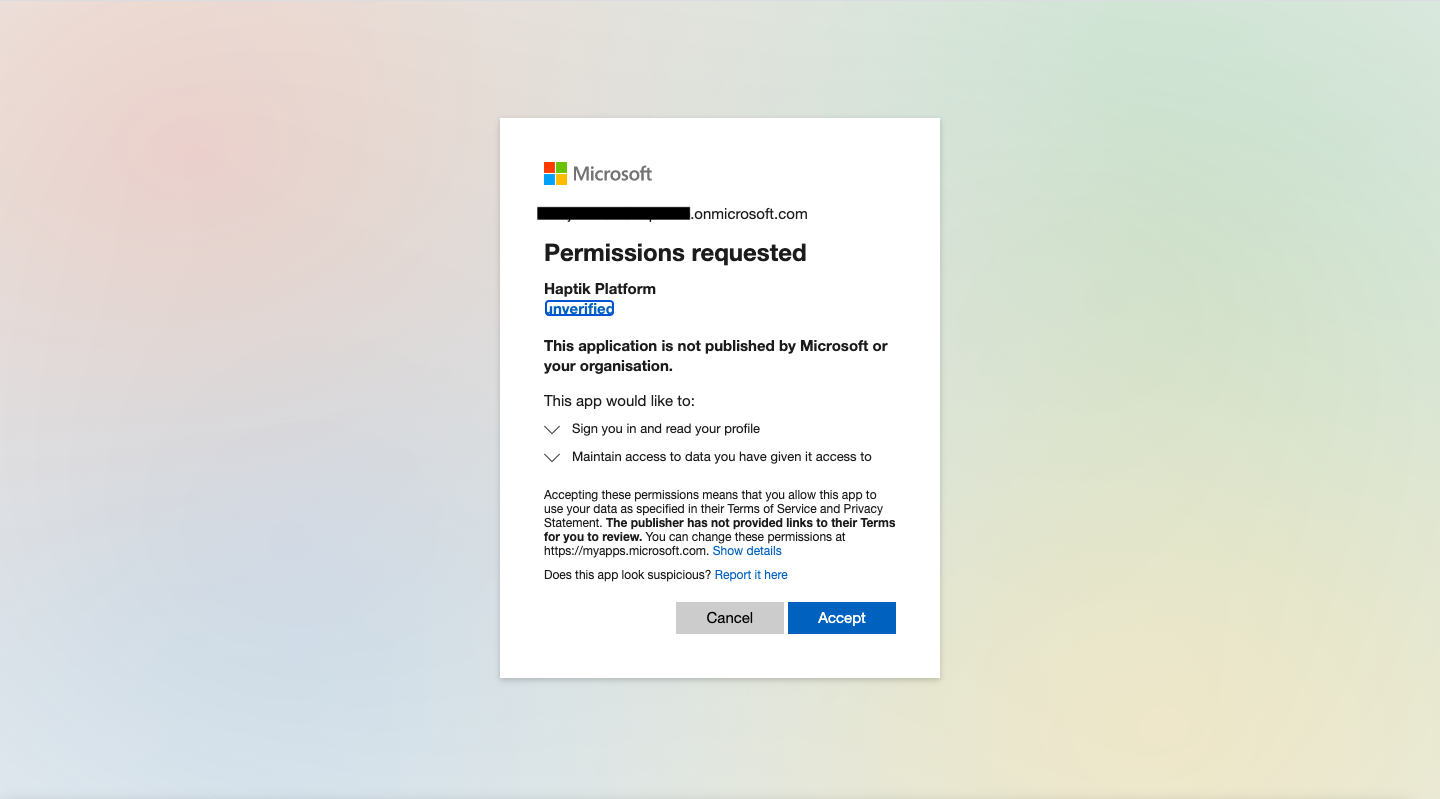 Microsoft
.onmicrosoft.com
Permissions requested
Haptik Platform
unverified
This application is not published by Microsoft or
your organisation.
This app would like to:
Sign you in and read your profile
Maintain access to data you have given it access to
Accepting these permissions means that you allow this app to
use your data as specified in their Terms of Service and Privacy
Statement. The publisher has not provided links to their Terms
for you to review. You can change these permissions at
https://myapps.microsoft.com. Show details
Does this app look suspicious? Report it here
Cancel Accept